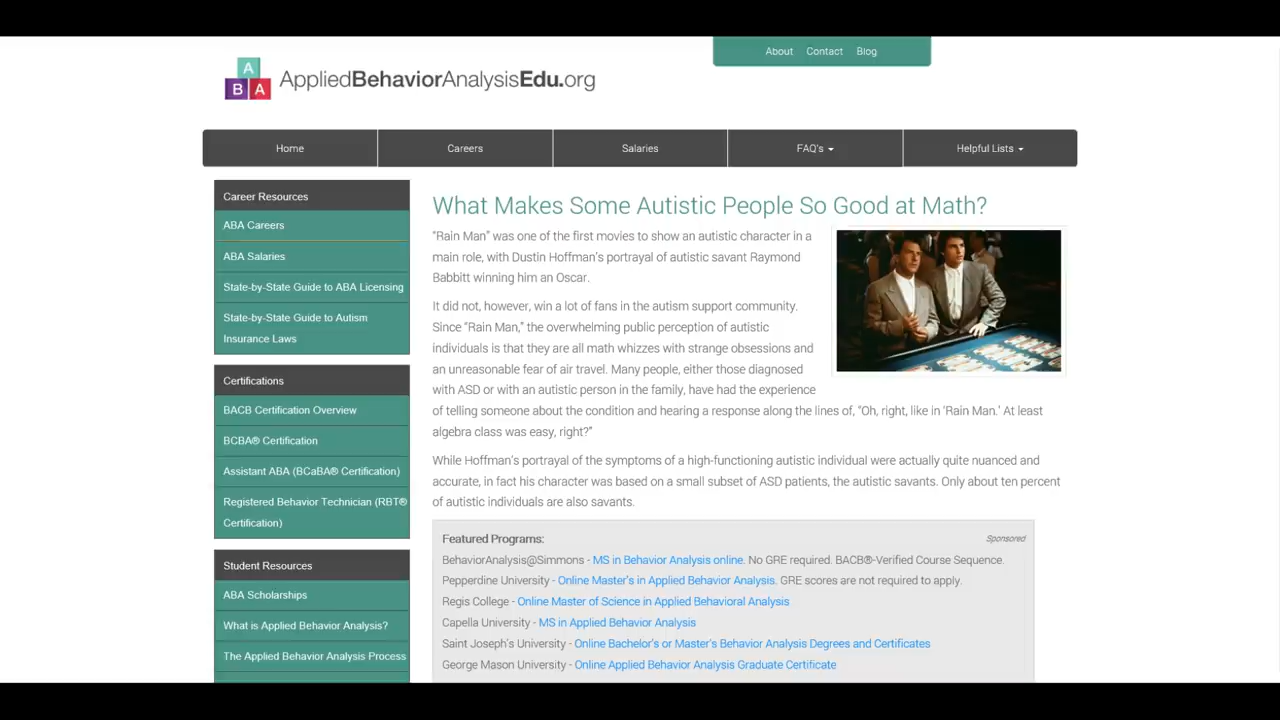 About Contact Blog
A
B A
AppliedBehaviorAnalysisEdu.org
Home Careers Salaries FAQ's Helpful Lists
Career Resources
ABA Careers
ABA Salaries
State-by-State Guide to ABA Licensing
State-by-State Guide to Autism
Insurance Laws
Certifications
BACB Certification Overview
BCBA® Certification
Assistant ABA (BCaBA® Certification)
Registered Behavior Technician (RBT®
Certification)
Student Resources
ABA Scholarships
What is Applied Behavior Analysis?
The Applied Behavior Analysis Process
What Makes Some Autistic People So Good at Math?
“Rain Man” was one of the first movies to show an autistic character in a
main role, with Dustin Hoffman’s portrayal of autistic savant Raymond
Babbitt winning him an Oscar.
It did not, however, win a lot of fans in the autism support community.
Since “Rain Man,” the overwhelming public perception of autistic
individuals is that they are all math whizzes with strange obsessions and
an unreasonable fear of air travel. Many people, either those diagnosed
with ASD or with an autistic person in the family, have had the experience
of telling someone about the condition and hearing a response along the lines of, “Oh, right, like in ‘Rain Man.’ At least
algebra class was easy, right?”
While Hoffman’s portrayal of the symptoms of a high-functioning autistic individual were actually quite nuanced and
accurate, in fact his character was based on a small subset of ASD patients, the autistic savants. Only about ten percent
of autistic individuals are also savants.
Featured Programs: Sponsored
BehaviorAnalysis@Simmons - MS in Behavior Analysis online. No GRE required. BACB®-Verified Course Sequence.
Pepperdine University - Online Master’s in Applied Behavior Analysis. GRE scores are not required to apply.
Regis College - Online Master of Science in Applied Behavioral Analysis
Capella University - MS in Applied Behavior Analysis
Saint Joseph’s University - Online Bachelor’s or Master’s Behavior Analysis Degrees and Certificates
George Mason University - Online Applied Behavior Analysis Graduate Certificate